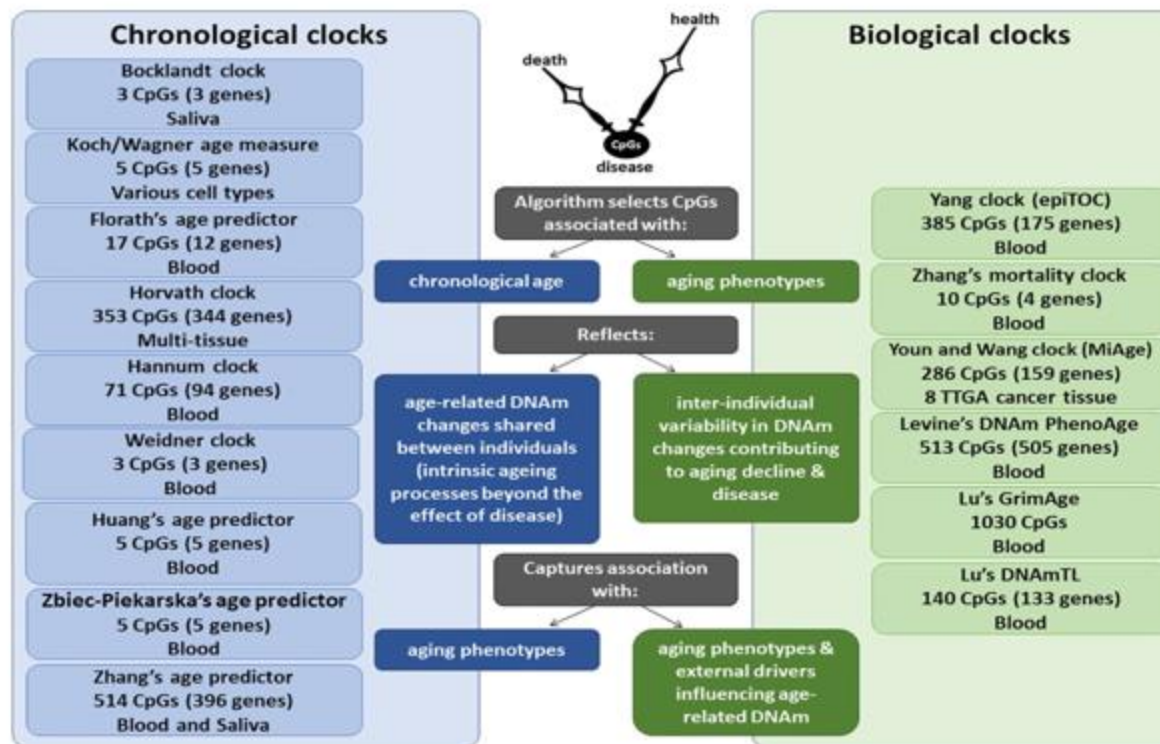 Chronological clocks
Bocklandt clock
3 CpGs (3 genes)
Saliva
Koch/Wagner age measure
5 CpGs (5 genes)
Various cell types
Florath's age predictor
17 CpGs (12 genes)
Blood
Horvath clock
353 CpGs (344 genes)
Multi-tissue
Hannum clock
71 CpGs (94 genes)
Blood
Weidner clock
3 CpGs (3 genes)
Blood
Huang's age predictor
5 CpGs (5 genes)
Blood
Zbiec-Piekarska's age predictor
5 CpGs (5 genes)
Blood
Zhang's age predictor
514 CpGs (396 genes)
Blood and Saliva
health
death
CpGs
disease
Algorithm selects CpGs
associated with:
chronological age
aging phenotypes
Reflects:
age-related DNAm
changes shared
between individuals
(intrinsic ageing
processes beyond the
effect of disease)
inter-individual
variability in DNAm
changes contributing
to aging decline &
disease
Captures association
with:
aging phenotypes
aging phenotypes &
external drivers
influencing age-
related DNAm
Biological clocks
Yang clock (epiTOC)
385 CpGs (175 genes)
Blood
Zhang's mortality clock
10 CpGs (4 genes)
Blood
Youn and Wang clock (MiAge)
286 CpGs (159 genes)
8 TTGA cancer tissue
Levine's DNAm PhenoAge
513 CpGs (505 genes)
Blood
Lu's GrimAge
1030 CpGs
Blood
Lu's DNAmTL
140 CpGs (133 genes)
Blood